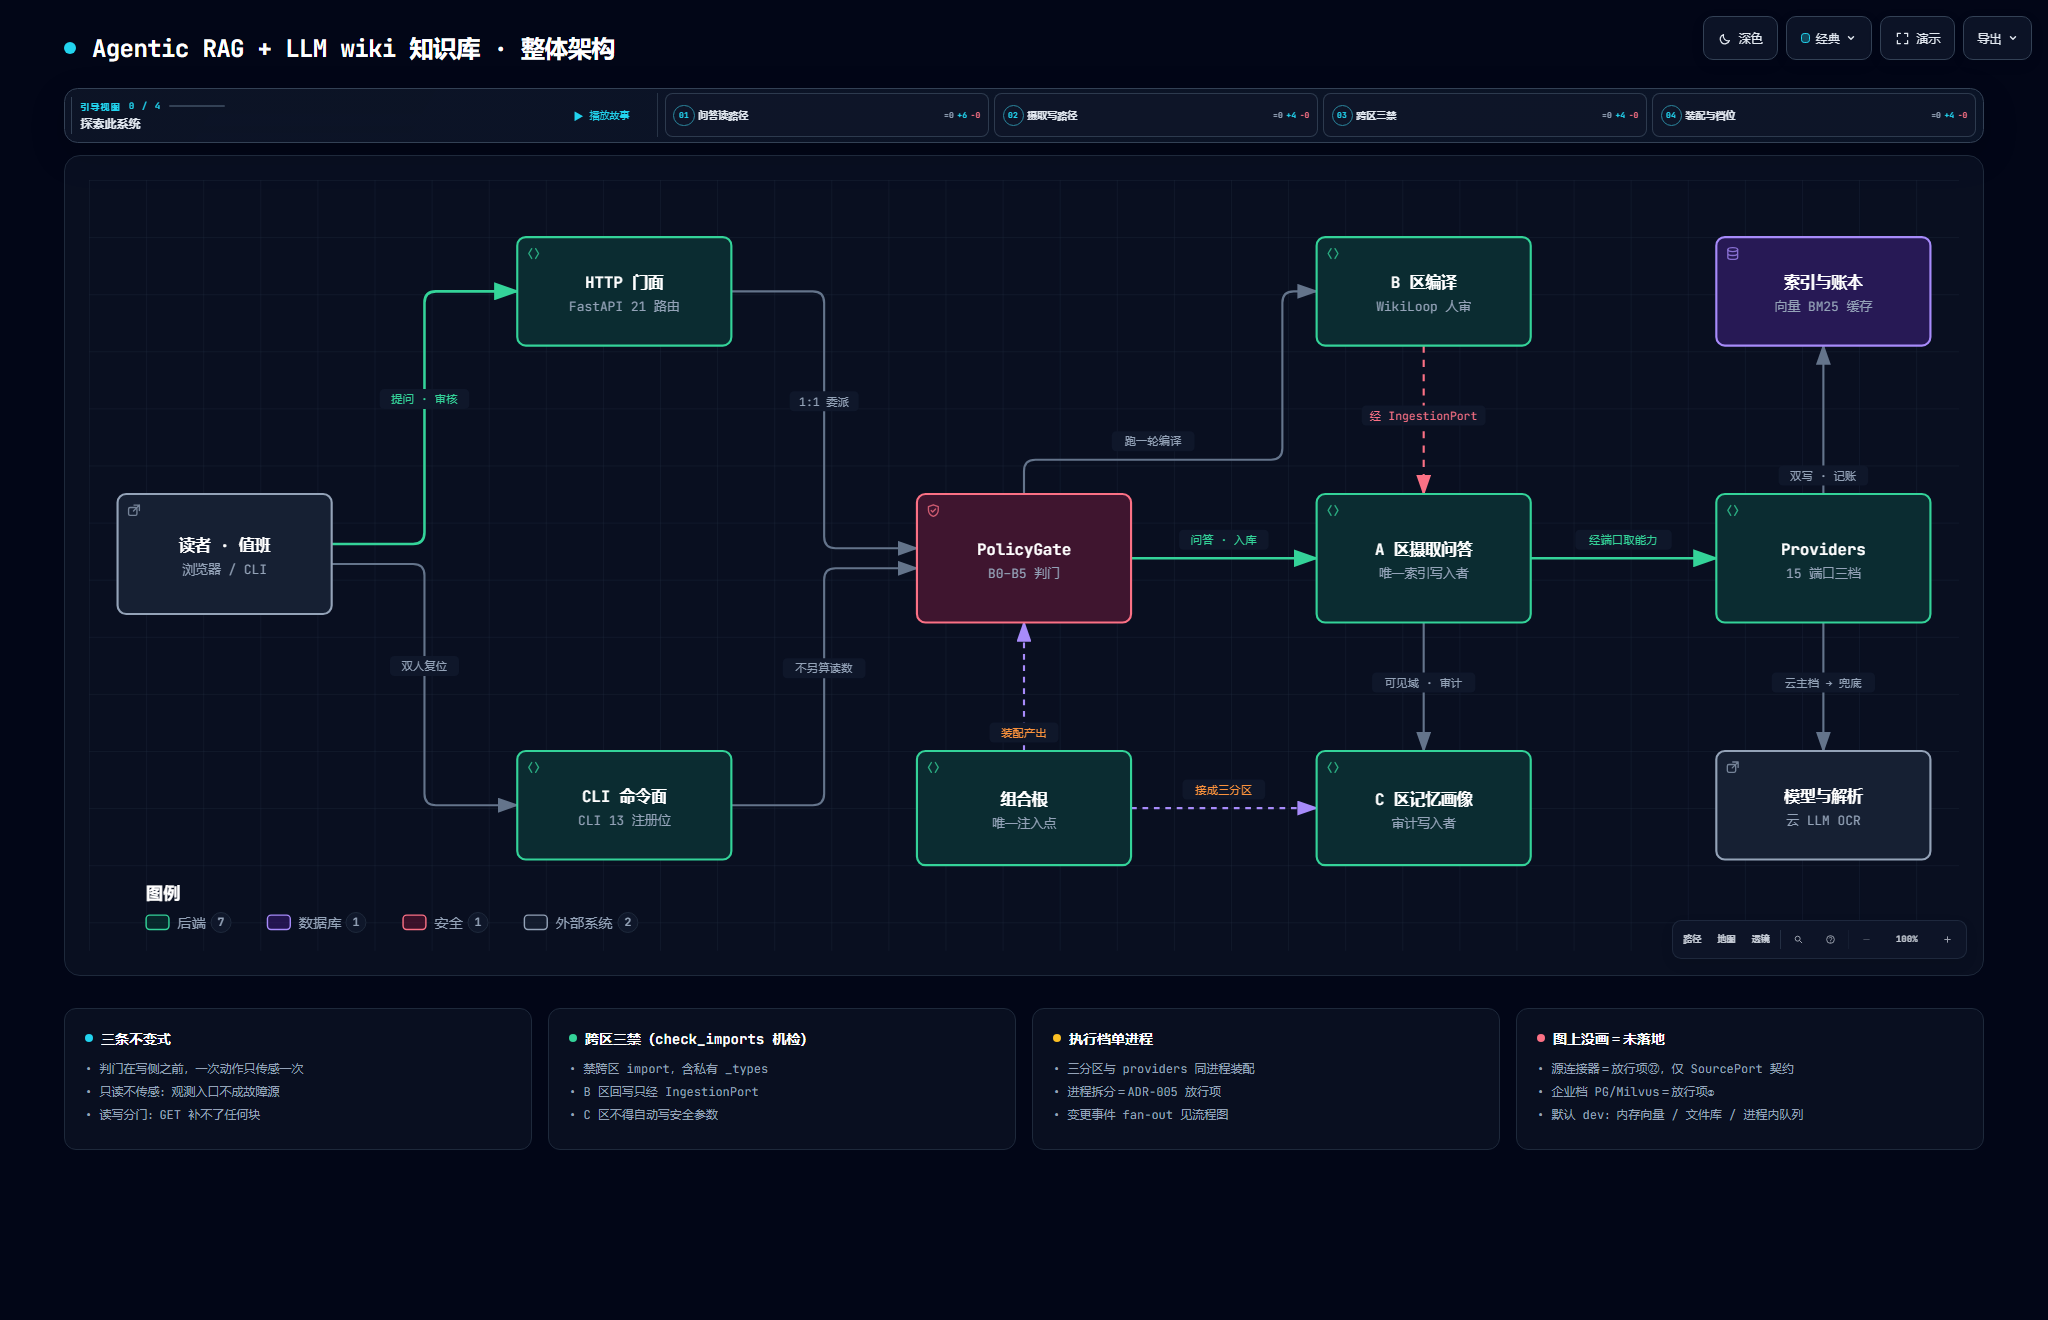 Agentic RAG + LLM wiki 知识库 · 整体架构
深色
经典
演示
导出
引导视图 0 / 4
探索此系统
播放故事
01 问答读路径 =0 +6 -0
02 摄取写路径 =0 +4 -0
03 跨区三禁 =0 +4 -0
04 装配与档位 =0 +4 -0
HTTP 门面
FastAPI 21 路由
B 区编译
WikiLoop 人审
索引与账本
向量 BM25 缓存
提问 · 审核
1:1 委派
经 IngestionPort
跑一轮编译
双写 · 记账
读者 · 值班
浏览器 / CLI
PolicyGate
B0–B5 判门
问答 · 入库
A 区摄取问答
唯一索引写入者
经端口取能力
Providers
15 端口三档
双人复位
不另算读数
可见域 · 审计
云主档 → 兜底
装配产出
CLI 命令面
CLI 13 注册位
组合根
唯一注入点
接成三分区
C 区记忆画像
审计写入者
模型与解析
云 LLM OCR
图例
后端 7
数据库 1
安全 1
外部系统 2
路径
地图
透镜
100%
三条不变式
• 判门在写侧之前，一次动作只传感一次
• 只读不传感：观测入口不成故障源
• 读写分门：GET 补不了任何块
跨区三禁（check_imports 机检）
• 禁跨区 import，含私有 _types
• B 区回写只经 IngestionPort
• C 区不得自动写安全参数
执行档单进程
• 三分区与 providers 同进程装配
• 进程拆分＝ADR-005 放行项
• 变更事件 fan-out 见流程图
图上没画＝未落地
• 源连接器＝放行项，仅 SourcePort 契约
• 企业档 PG/Milvus＝放行项
• 默认 dev：内存向量 / 文件库 / 进程内队列